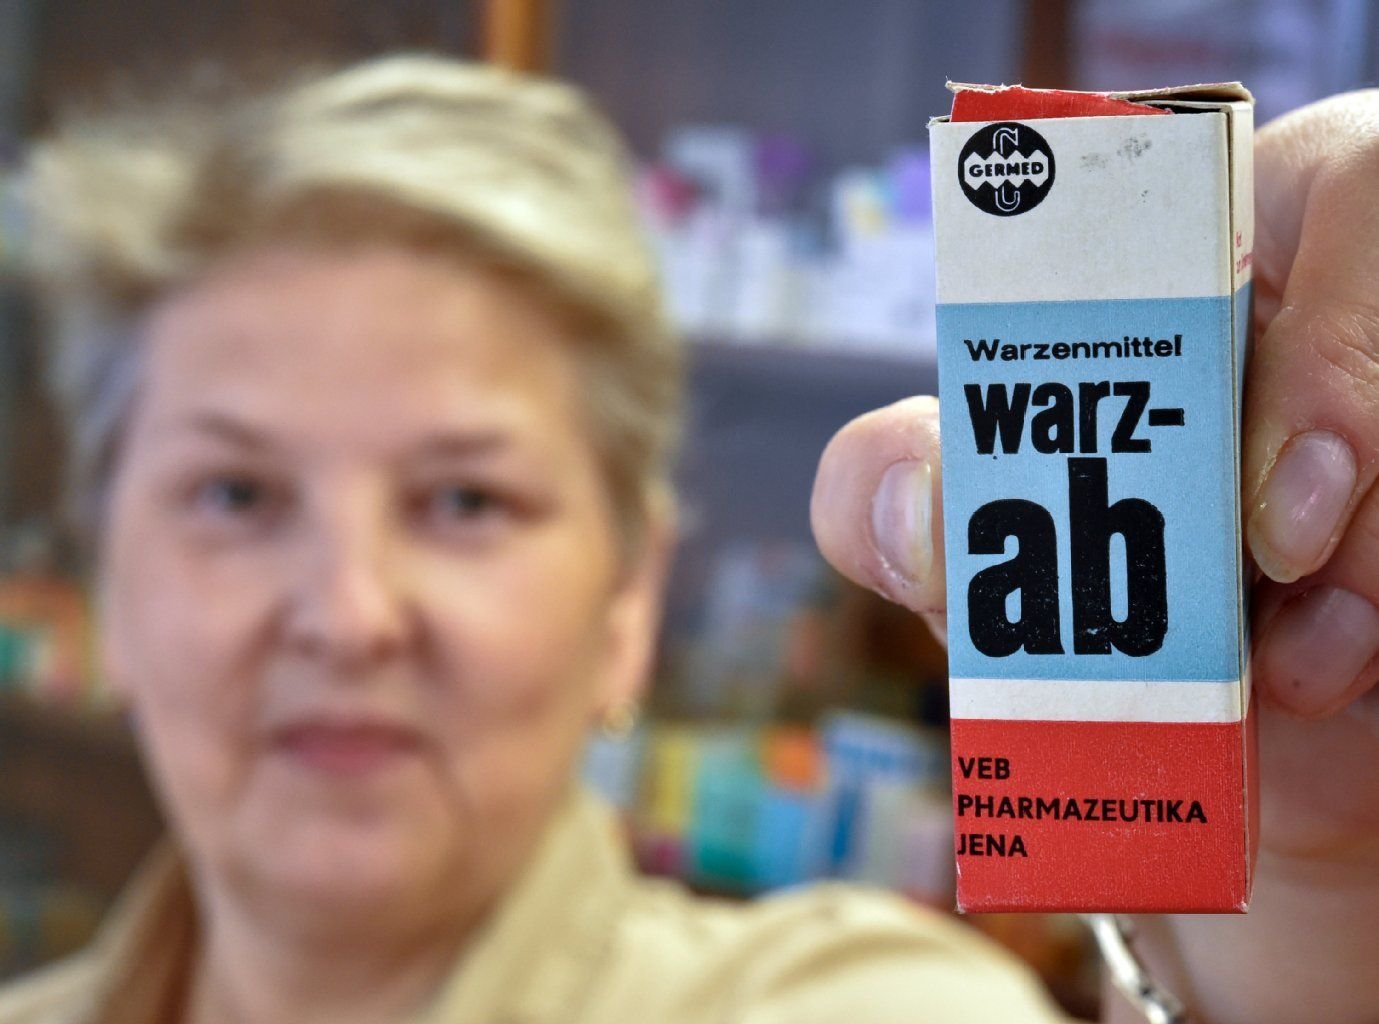 GERMED
Warzenmittel
warz-
ab
VEB
PHARMAZEUTIKA
JENA